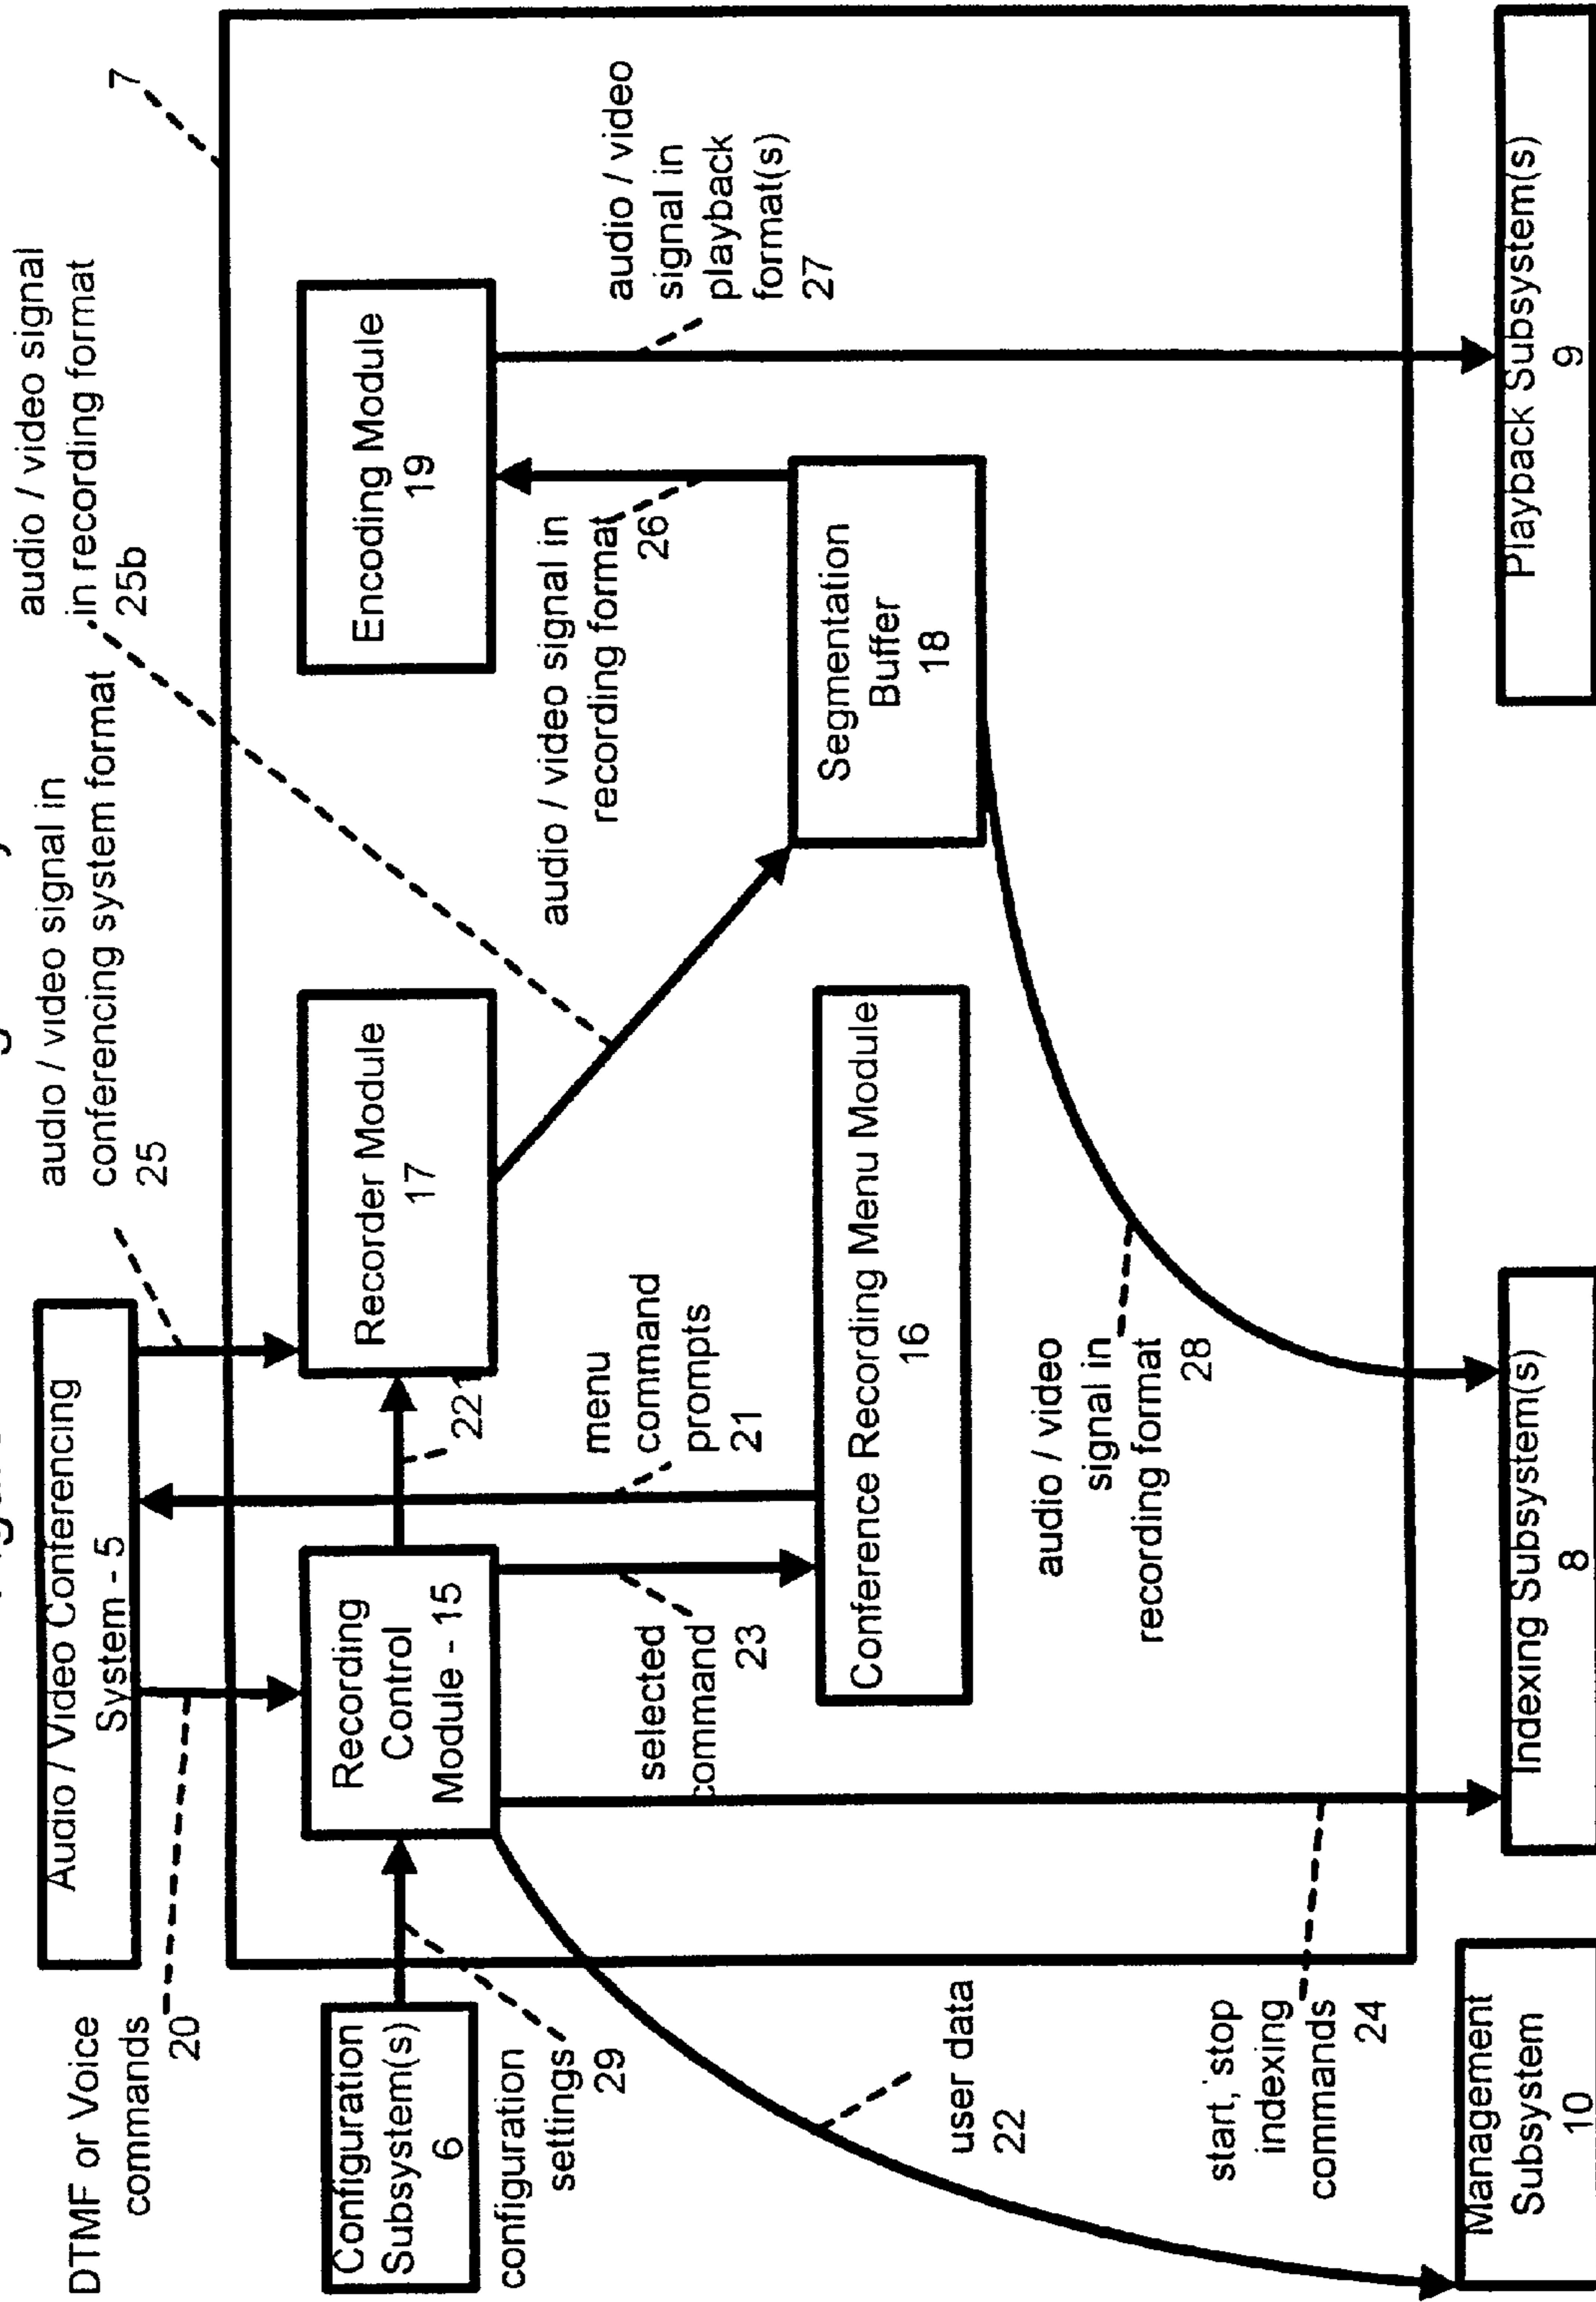 Audio / Video Conferencing
System - 5
audio / video signal in
conferencing system format
25
audio / video signal
in recording format
25b
7
DTMF or Voice
commands
20
Configuration
Subsystem(s)
6
configuration
settings
29
Recording
Control
Module - 15
221
Recorder Module
17
Encoding Module
19
menu
command
prompts
21
selected
command
23
Conference Recording Menu Module
16
audio / video signal in
recording format
26
Segmentation
Buffer
18
audio / video
signal in
playback
format(s)
27
audio / video
signal in
recording format
28
user data
22
start, stop
indexing
commands
24
Management
Subsystem
10
Indexing Subsystem(s)
8
Playback Subsystem(s)
9